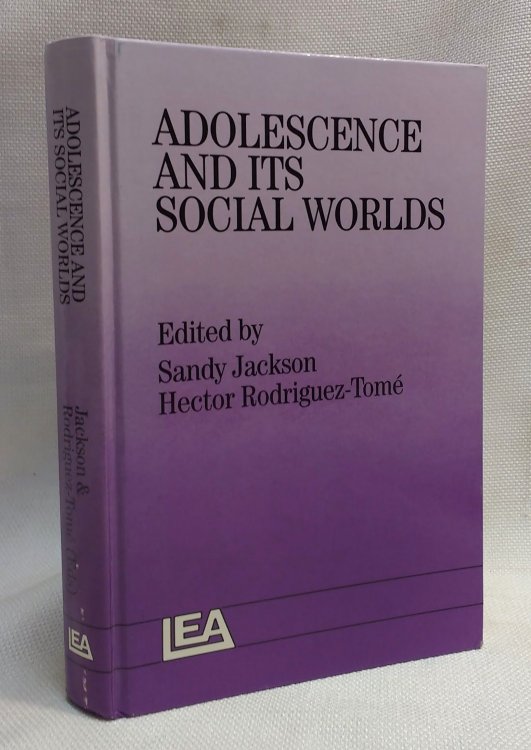 ADOLESCENCE
AND ITS
SOCIAL WORLDS
Edited by
Sandy Jackson
Hector Rodriguez-Tomé
LEA
ADOLESCENCE AND
ITS SOCIAL WORLDS
Jackson &
Rodriguez-Tomé (Eds)
LEA